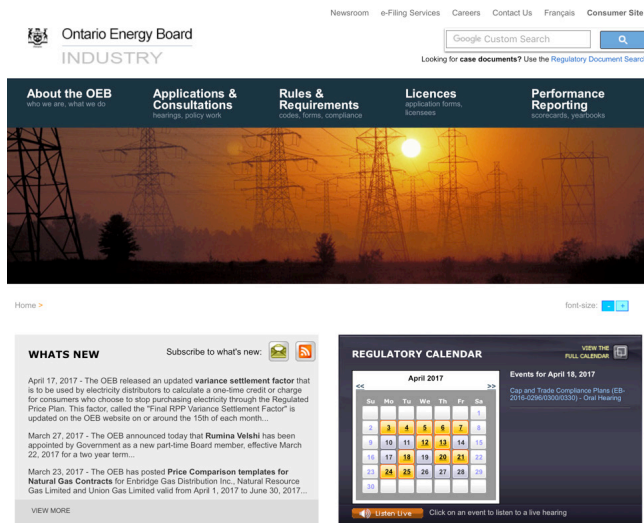 Newsroom e-Filing Services Careers Contact Us Français Consumer Site
Ontario Energy Board
INDUSTRY
Google Custom Search
Looking for case documents? Use the Regulatory Document Searc
About the OEB
who we are, what we do
Applications &
Consultations
hearings, policy work
Rules &
Requirements
codes, forms, compliance
Licences
application forms,
licensees
Performance
Reporting
scorecards, yearbooks
Home >
font-size: - +
WHATS NEW
Subscribe to what's new:
April 17, 2017 - The OEB released an updated variance settlement factor that
is to be used by electricity distributors to calculate a one-time credit or charge
for consumers who choose to stop purchasing electricity through the Regulated
Price Plan. This factor, called the "Final RPP Variance Settlement Factor" is
updated on the OEB website on or around the 15th of each month...
March 27, 2017 - The OEB announced today that Rumina Velshi has been
appointed by Government as a new part-time Board member, effective March
22, 2017 for a two year term...
March 23, 2017 - The OEB has posted Price Comparison templates for
Natural Gas Contracts for Enbridge Gas Distribution Inc., Natural Resource
Gas Limited and Union Gas Limited valid from April 1, 2017 to June 30, 2017...
VIEW MORE
REGULATORY CALENDAR
VIEW THE
FULL CALENDAR
April 2017
<< >>
Su Mo Tu We Th Fr Sa
1
2 3 4 5 6 7 8
9 10 11 12 13 14 15
16 17 18 19 20 21 22
23 24 25 26 27 28 29
30
Events for April 18, 2017
Cap and Trade Compliance Plans (EB-
2016-0296/0300/0330) - Oral Hearing
Listen Live
Click on an event to listen to a live hearing